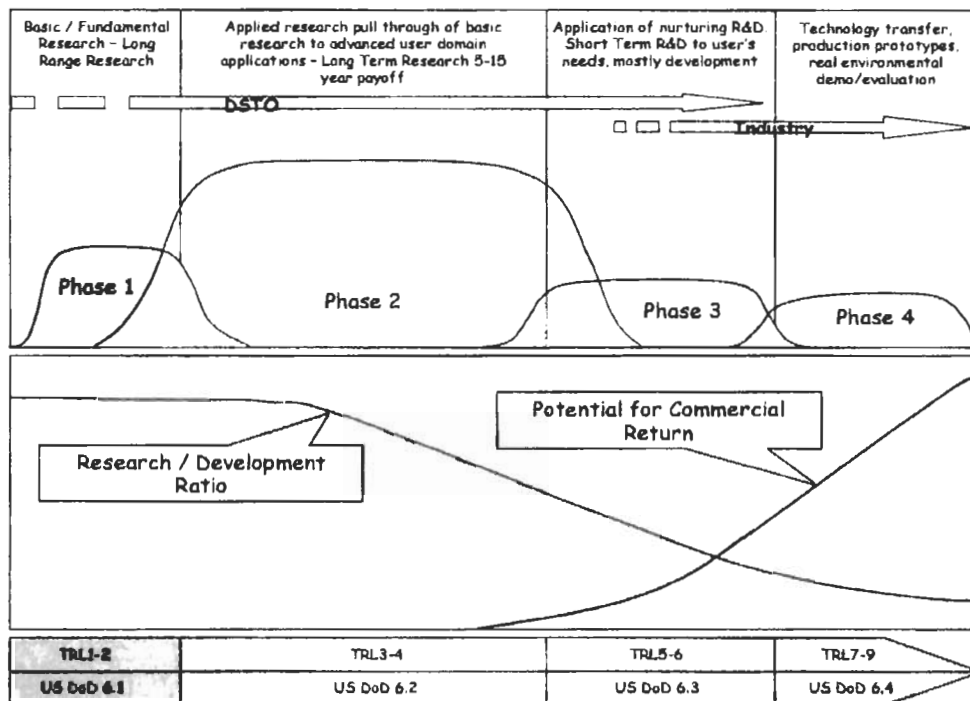 Basic / Fundamental
Research - Long
Range Research
Applied research pull through of basic
research to advanced user domain
applications - Long Term Research 5-15
year payoff
Application of nurturing R&D.
Short Term R&D to user's
needs, mostly development
Technology transfer,
production prototypes,
real environmental
demo/evaluation
DSTO
Industry
Phase 1
Phase 2
Phase 3
Phase 4
Potential for Commercial
Return
Research / Development
Ratio
TRL1-2
TRL3-4
TRL5-6
TRL7-9
US DoD 6.1
US DoD 6.2
US DoD 6.3
US DoD 6.4